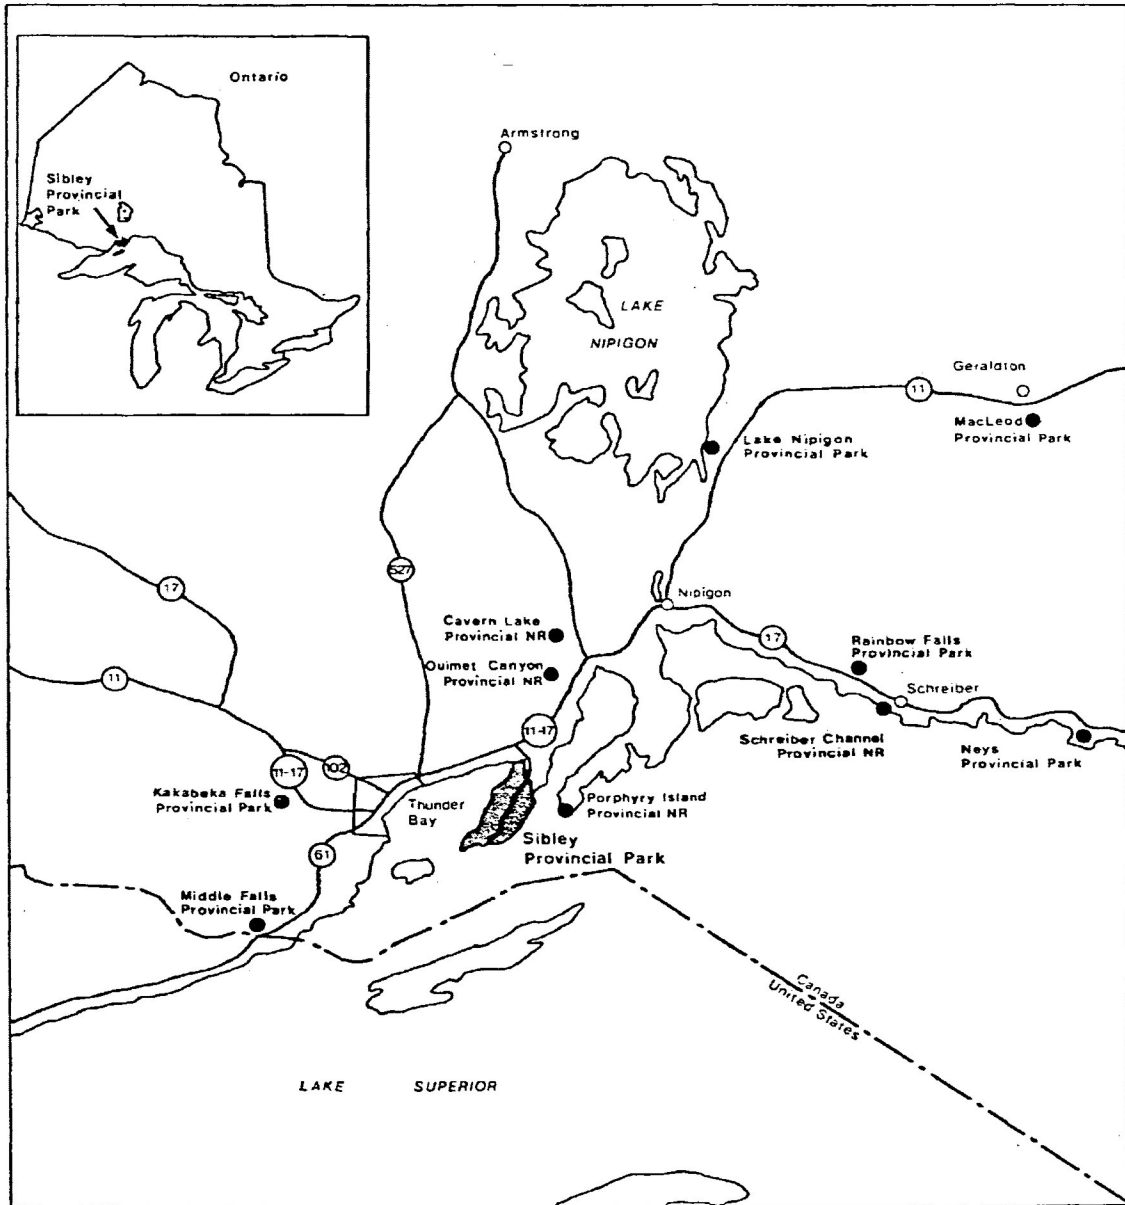 Ontario
Sibley
Provincial
Park
Armstrong
LAKE
NIPIGON
Geraldton
11
MacLeod
Provincial Park
Lake Nipigon
Provincial Park
17
527
Nipigon
Cavern Lake
Provincial NR
17
Rainbow Falls
Provincial Park
Ouimet Canyon
Provincial NR
11
Schreiber
11-17
Schreiber Channel
Provincial NR
Neys
Provincial Park
102
11-17
Kakabeka Falls
Provincial Park
Thunder
Bay
Porphyry Island
Provincial NR
Sibley
Provincial Park
61
Middle Falls
Provincial Park
Canada
United States
LAKE SUPERIOR